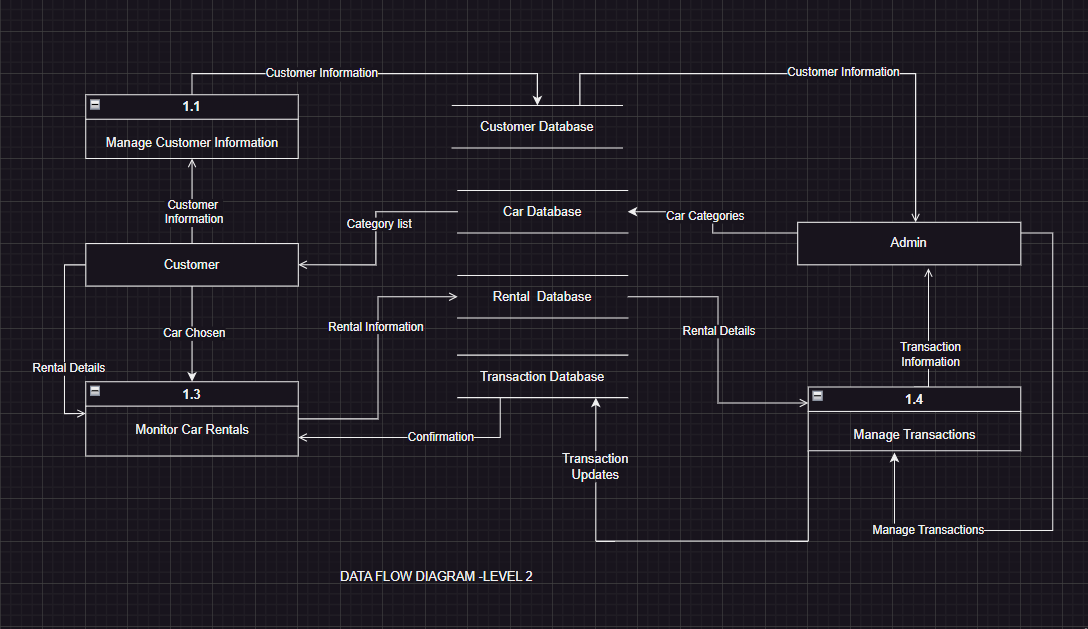 Customer Information
Customer Information
1.1
Manage Customer Information
Customer Database
Customer
Information
Category list
Car Database
Car Categories
Admin
Customer
Rental  Database
Rental Information
Rental Details
Car Chosen
Transaction
Information
Rental Details
Transaction Database
1.3
Monitor Car Rentals
1.4
Manage Transactions
Confirmation
Transaction
Updates
Manage Transactions
DATA FLOW DIAGRAM -LEVEL 2